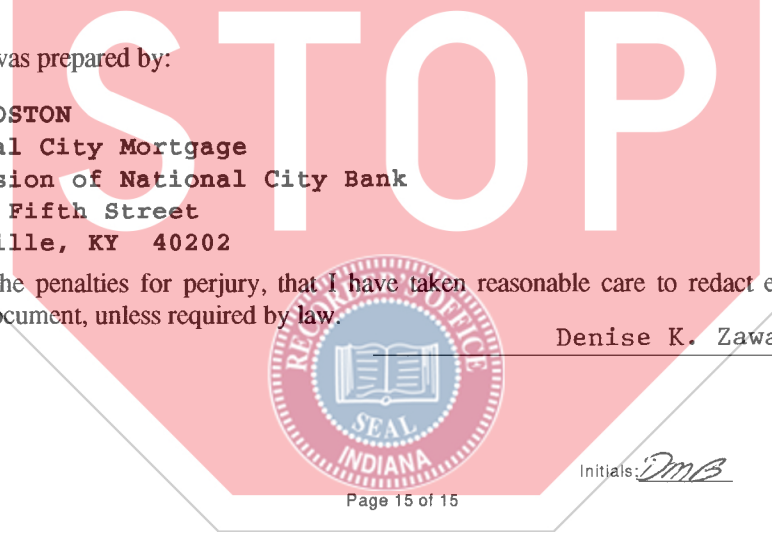 STOP
was prepared by:
OSTON
al City Mortgage
sion of National City Bank
Fifth Street
ille, KY 40202
he penalties for perjury, that I have taken reasonable care to redact e
ocument, unless required by law.
Denise K. Zawa
RECORDER'S OFFICE
SEAL
INDIANA
Initials: DMB
Page 15 of 15